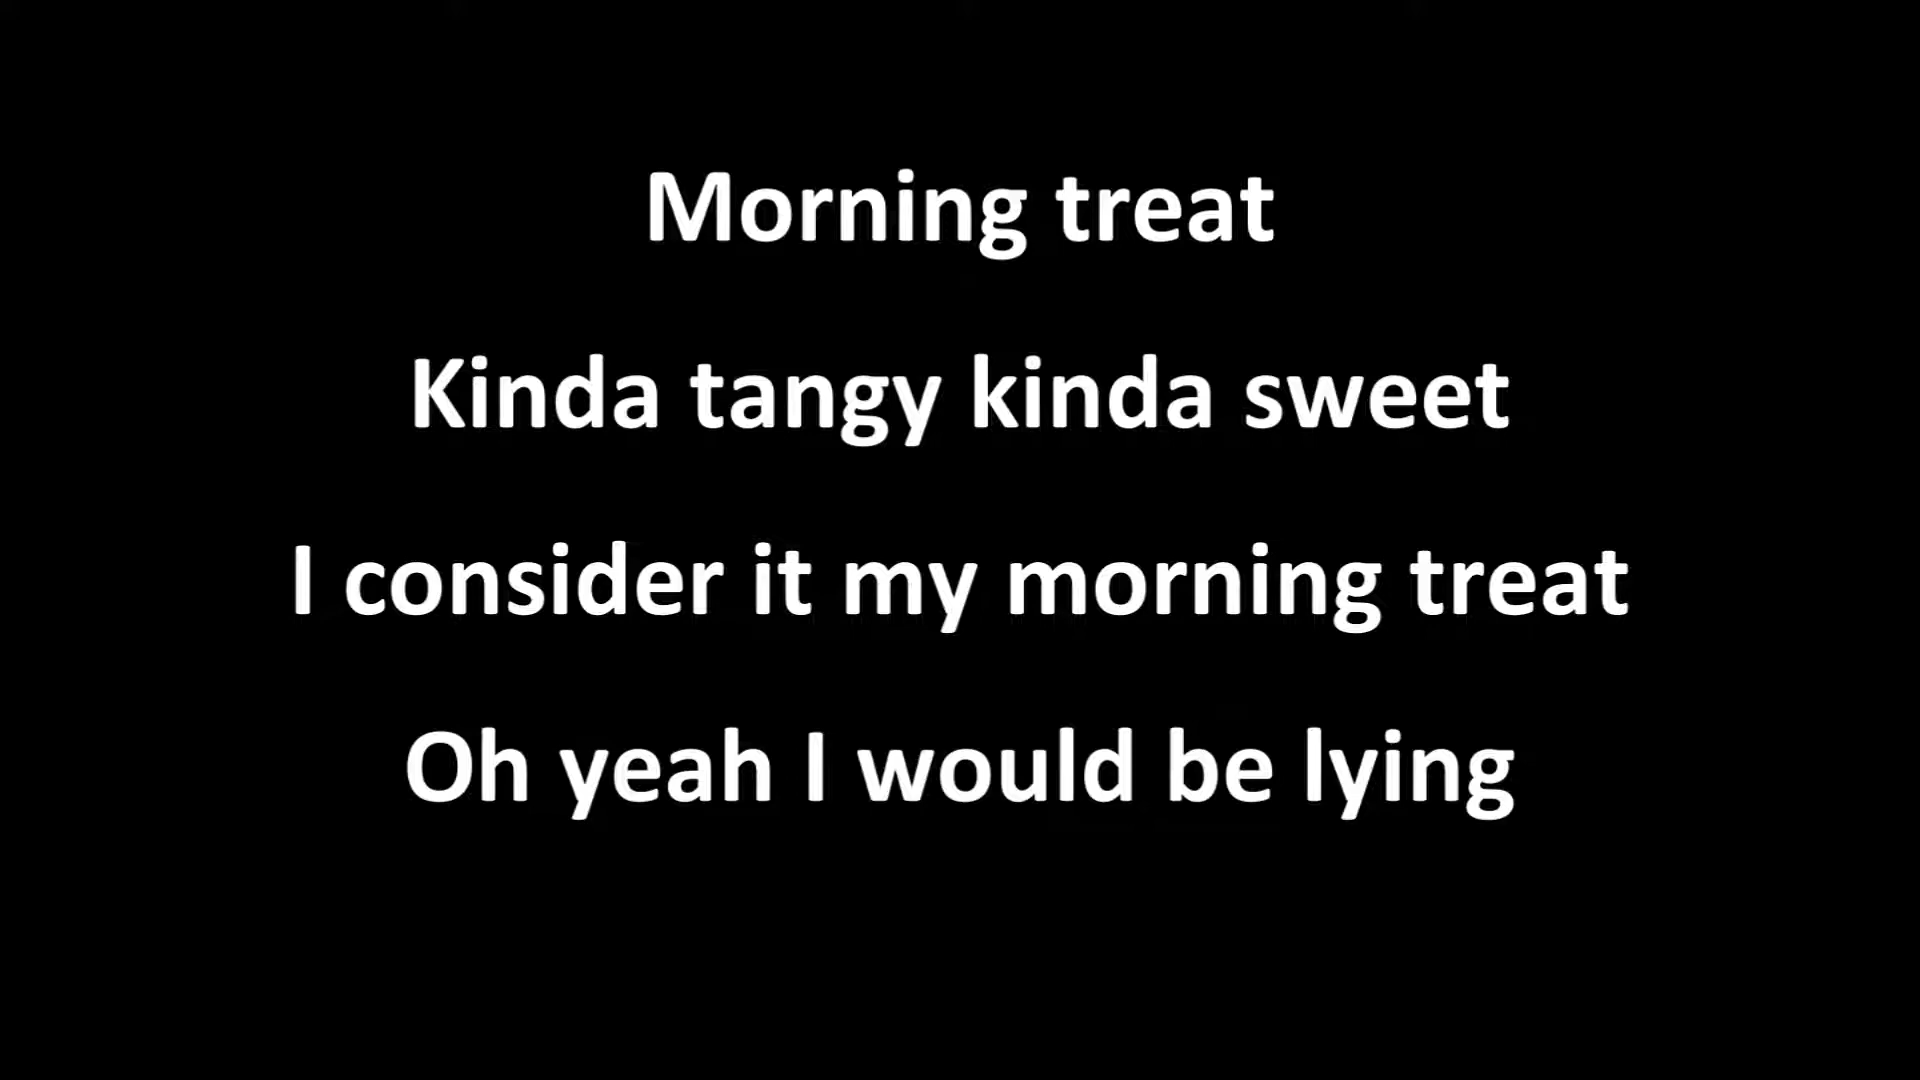 Morning treat
Kinda tangy kinda sweet
I consider it my morning treat
Oh yeah I would be lying